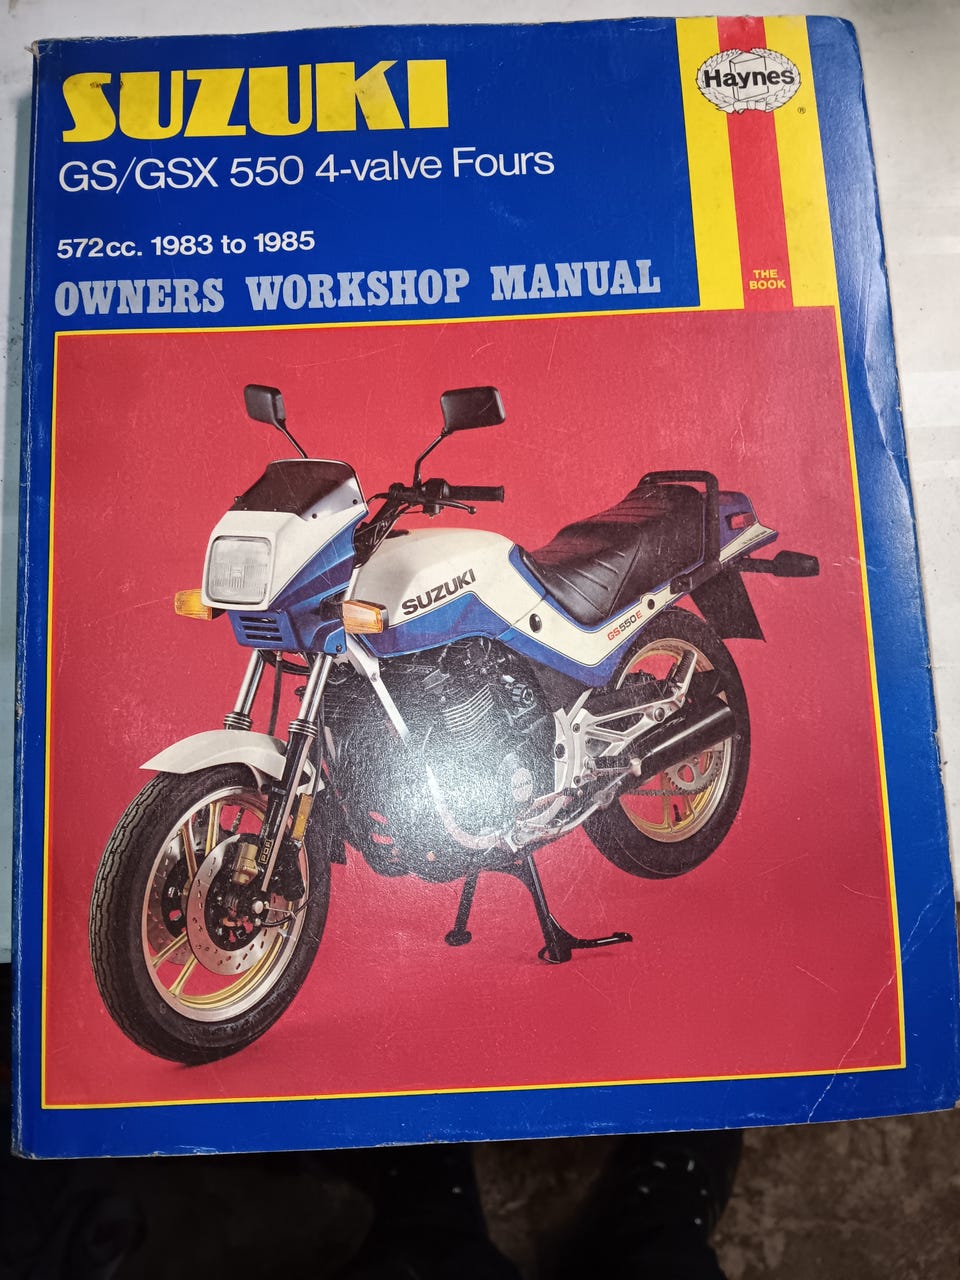 SUZUKI
GS/GSX 550 4-valve Fours
572cc. 1983 to 1985
OWNERS WORKSHOP MANUAL
Haynes
®
THE
BOOK
SUZUKI
GS550E